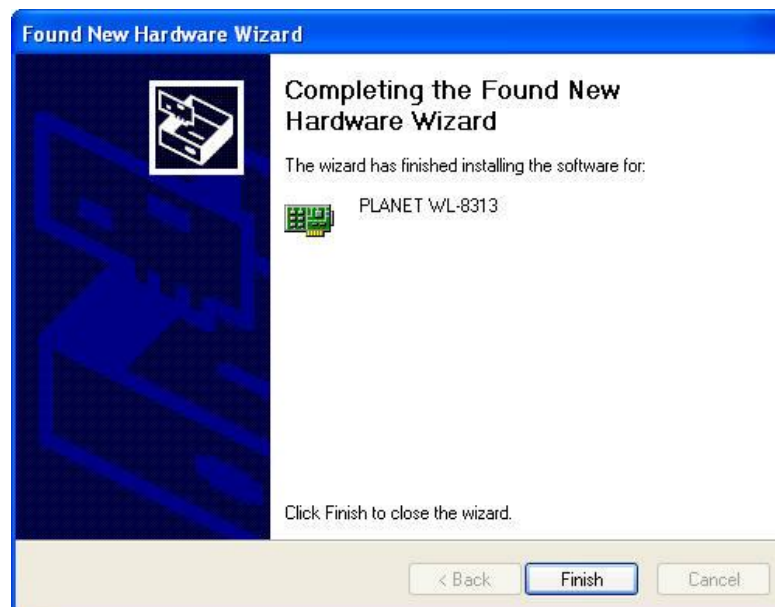 Found New Hardware Wizard
Completing the Found New
Hardware Wizard
The wizard has finished installing the software for:
PLANET WL-8313
Click Finish to close the wizard.
< Back
Finish
Cancel